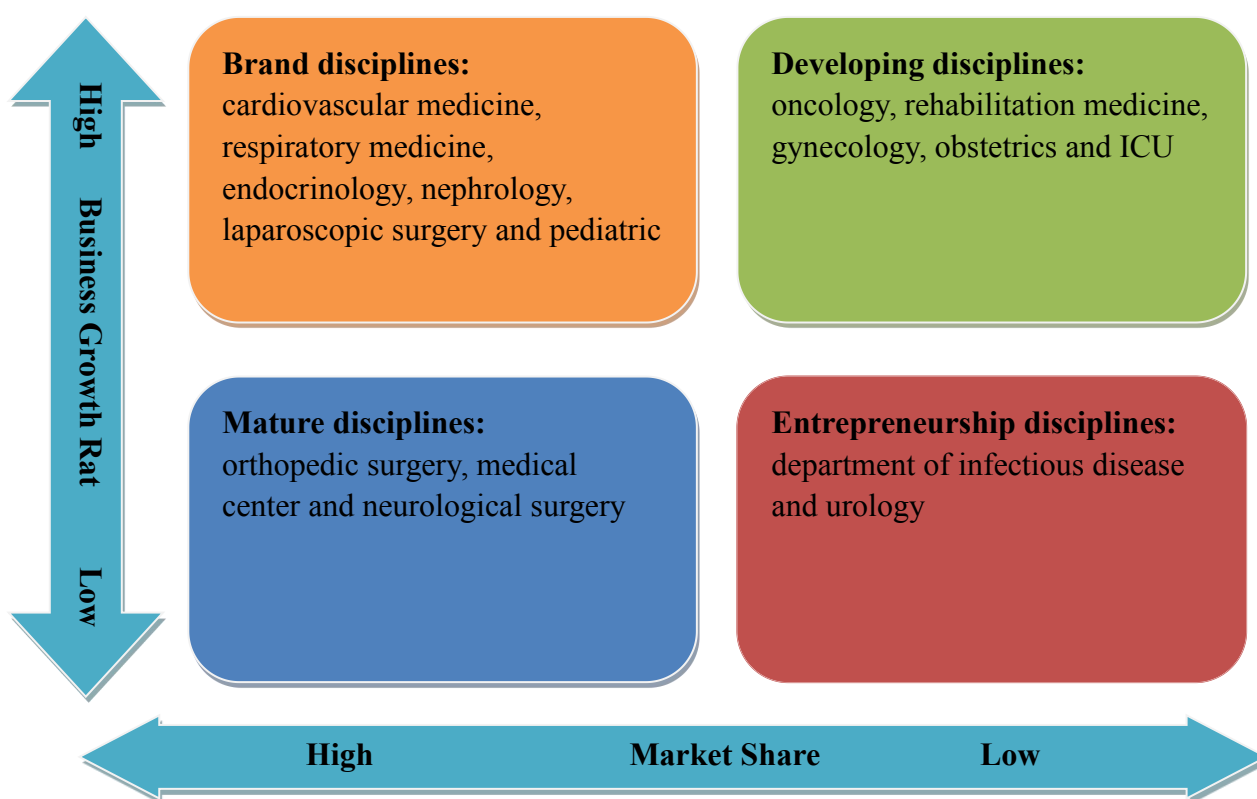 High Business Growth Rat Low
Brand disciplines:
cardiovascular medicine,
respiratory medicine,
endocrinology, nephrology,
laparoscopic surgery and pediatric
Developing disciplines:
oncology, rehabilitation medicine,
gynecology, obstetrics and ICU
Mature disciplines:
orthopedic surgery, medical
center and neurological surgery
Entrepreneurship disciplines:
department of infectious disease
and urology
High Market Share Low